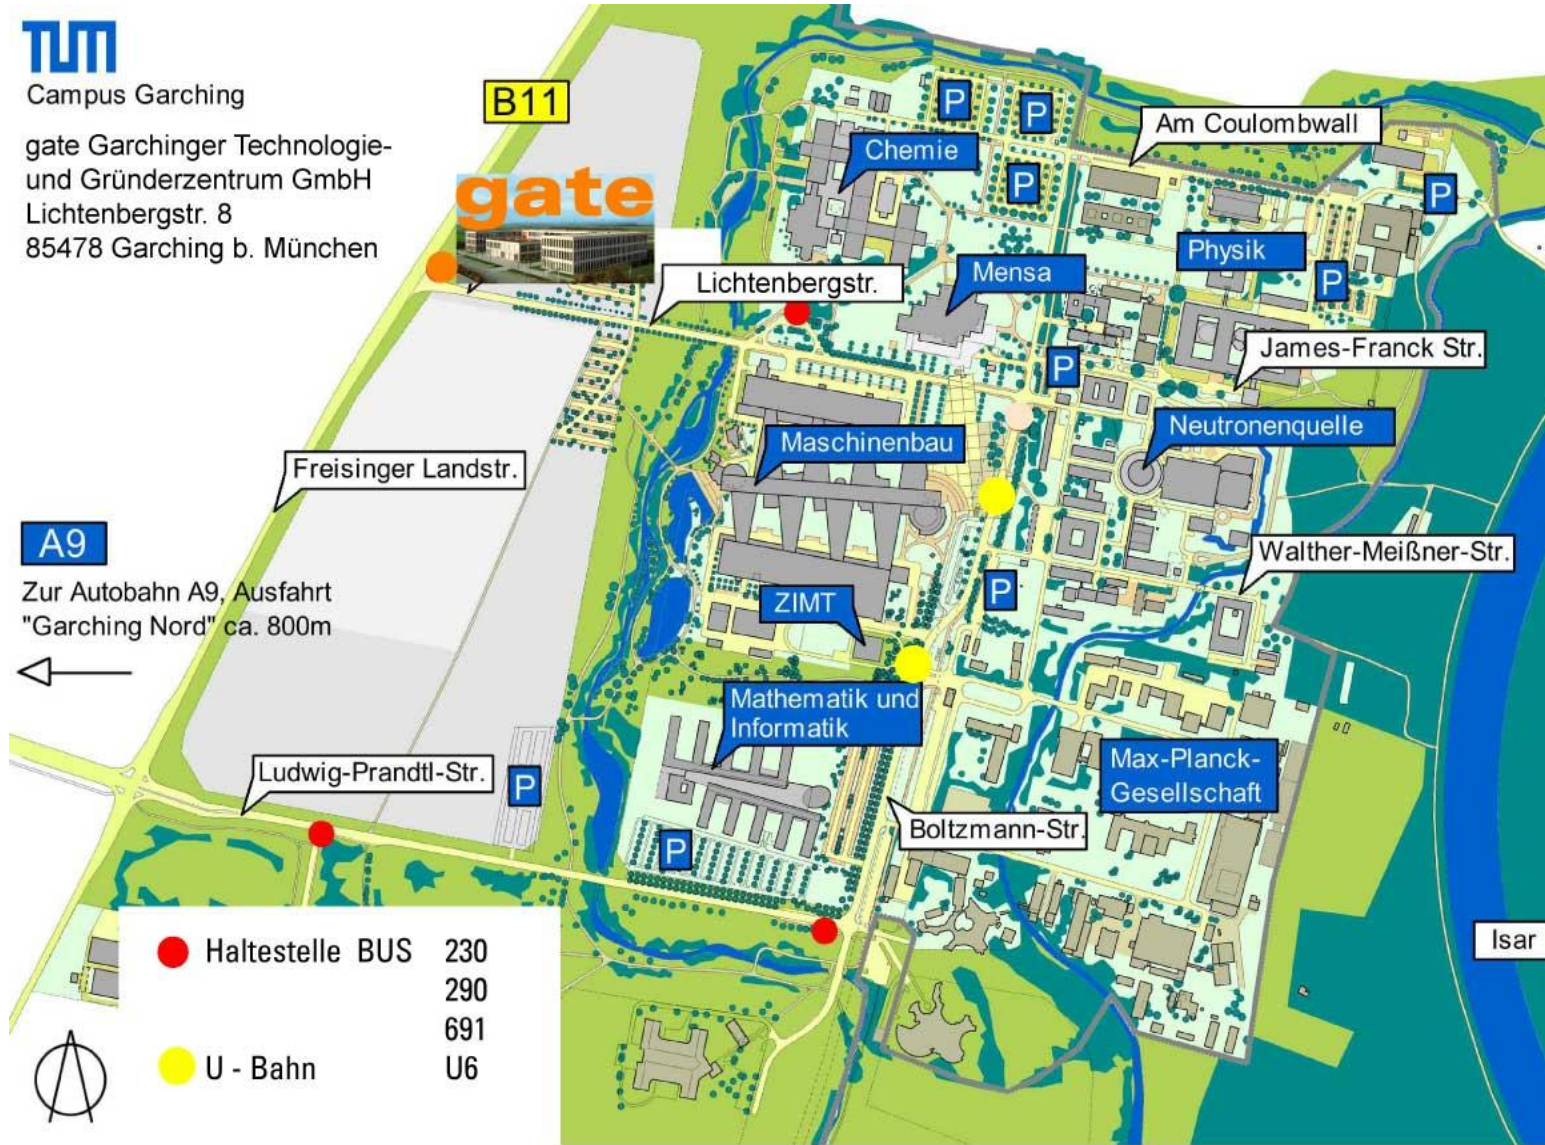 TUM
Campus Garching
gate Garchinger Technologie-
und Gründerzentrum GmbH
Lichtenbergstr. 8
85478 Garching b. München
B11
gate
Am Coulombwall
P
P
P
Chemie
P
Physik
Mensa
P
Lichtenbergstr.
James-Franck Str.
P
Neutronenquelle
Maschinenbau
Freisinger Landstr.
A9
Zur Autobahn A9, Ausfahrt
"Garching Nord" ca. 800m
Walther-Meißner-Str.
P
ZIMT
Mathematik und
Informatik
Max-Planck-
Gesellschaft
Ludwig-Prandtl-Str.
P
Boltzmann-Str.
P
Isar
Haltestelle BUS 230
290
691
U - Bahn U6